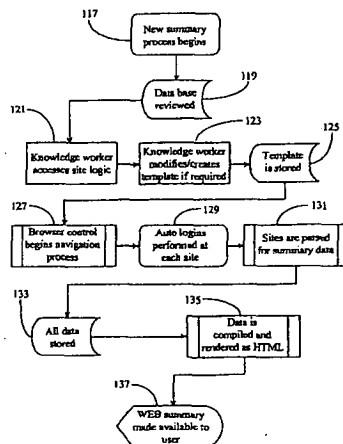 117
New summary
process begins
Data base
reviewed
119
121
Knowledge worker
accesses site logic
123
Knowledge worker
modifies/creates
template if required
125
Template
is stored
127
Browser control
begins navigation
process
129
Auto logins
performed at
each site
131
Sites are parsed
for summary data
133
All data
stored
135
Data is
compiled and
rendered as HTML
137
WEB summary
made available to
user